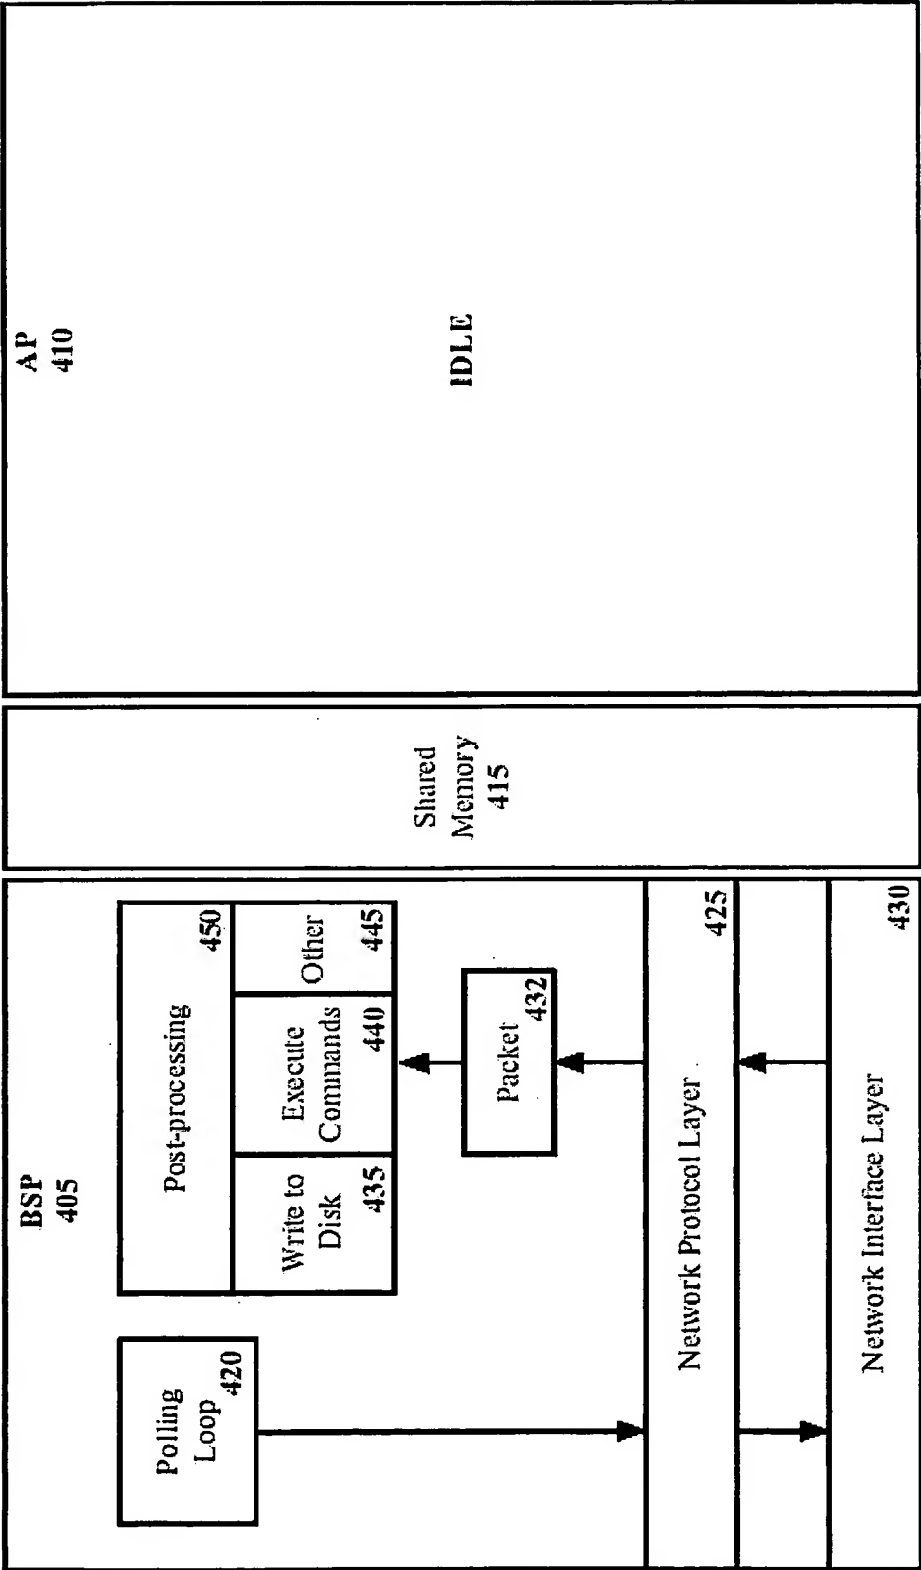 BSP
405
Polling
Loop
420
Post-processing
450
Write to
Disk
435
Execute
Commands
440
Other
445
Packet
432
Network Protocol Layer
425
Network Interface Layer
430
Shared
Memory
415
AP
410
IDLE